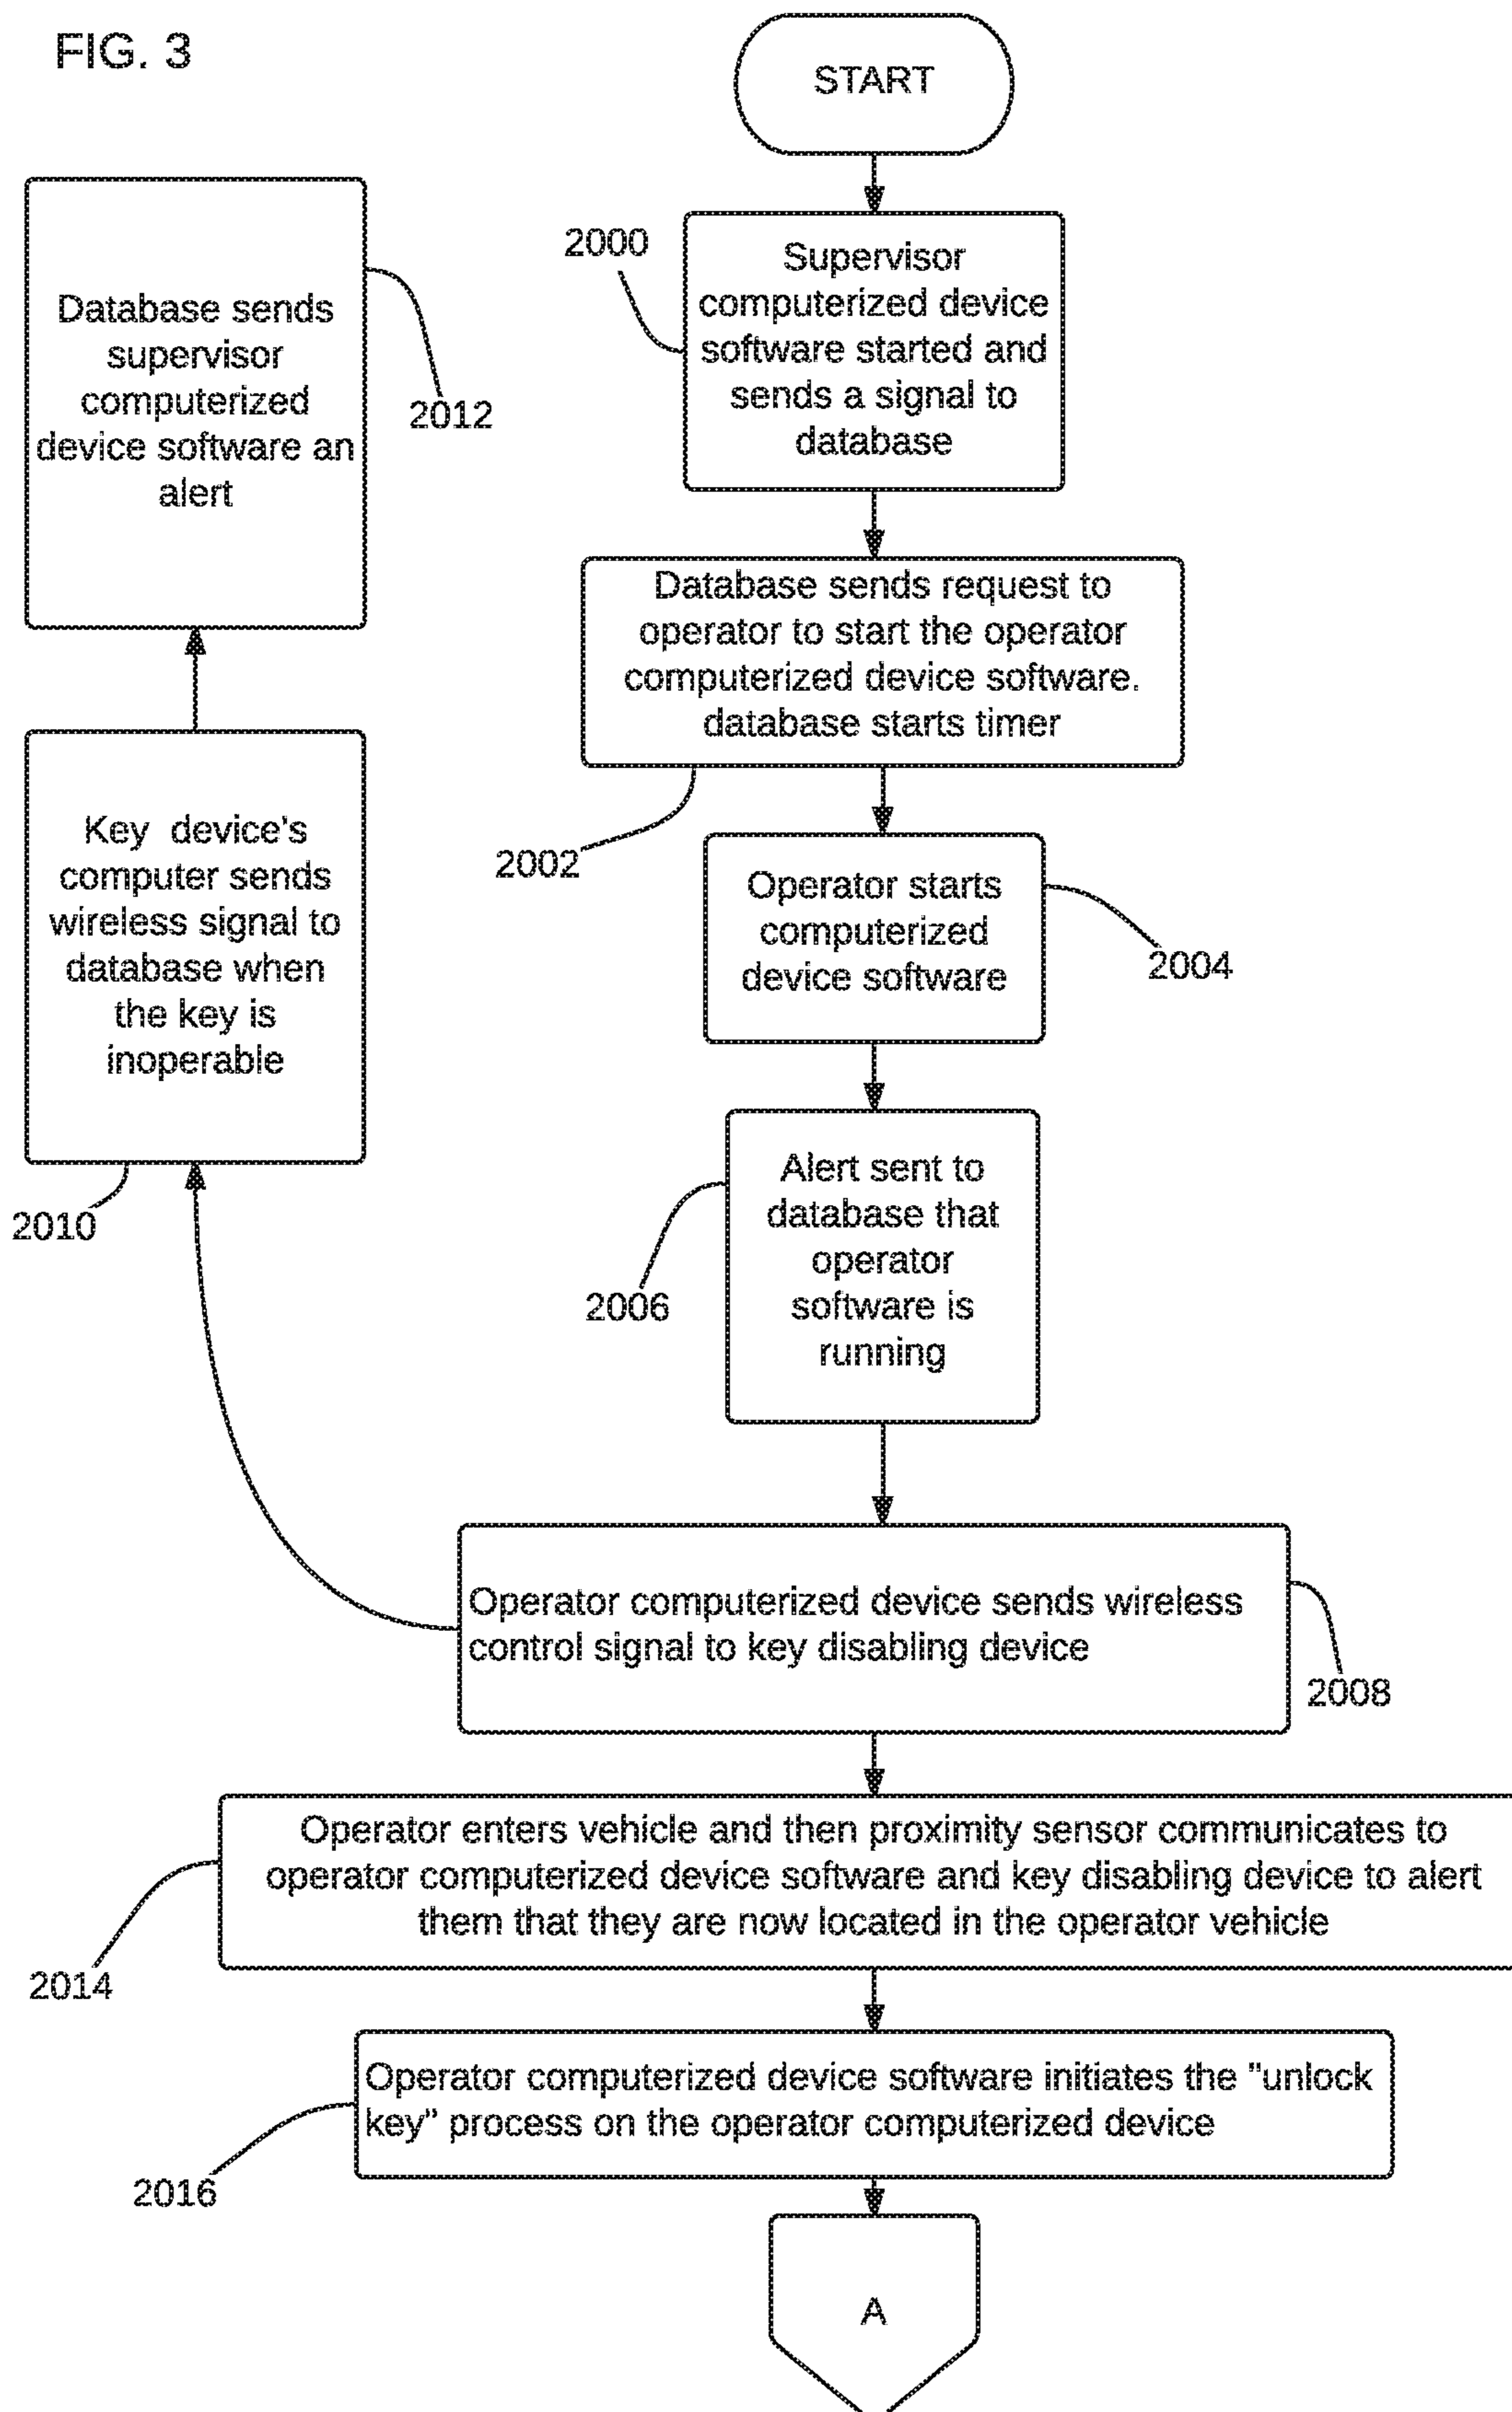 FIG. 3
START
2000
Supervisor
computerized device
software started and
sends a signal to
database
Database sends request to
operator to start the operator
computerized device software.
database starts timer
2002
Operator starts
computerized
device software
2004
Alert sent to
database that
operator
software is
running
2006
Operator computerized device sends wireless
control signal to key disabling device
2008
Key device's
computer sends
wireless signal to
database when
the key is
inoperable
2010
Database sends
supervisor
computerized
device software an
alert
2012
Operator enters vehicle and then proximity sensor communicates to
operator computerized device software and key disabling device to alert
them that they are now located in the operator vehicle
2014
Operator computerized device software initiates the "unlock
key" process on the operator computerized device
2016
A